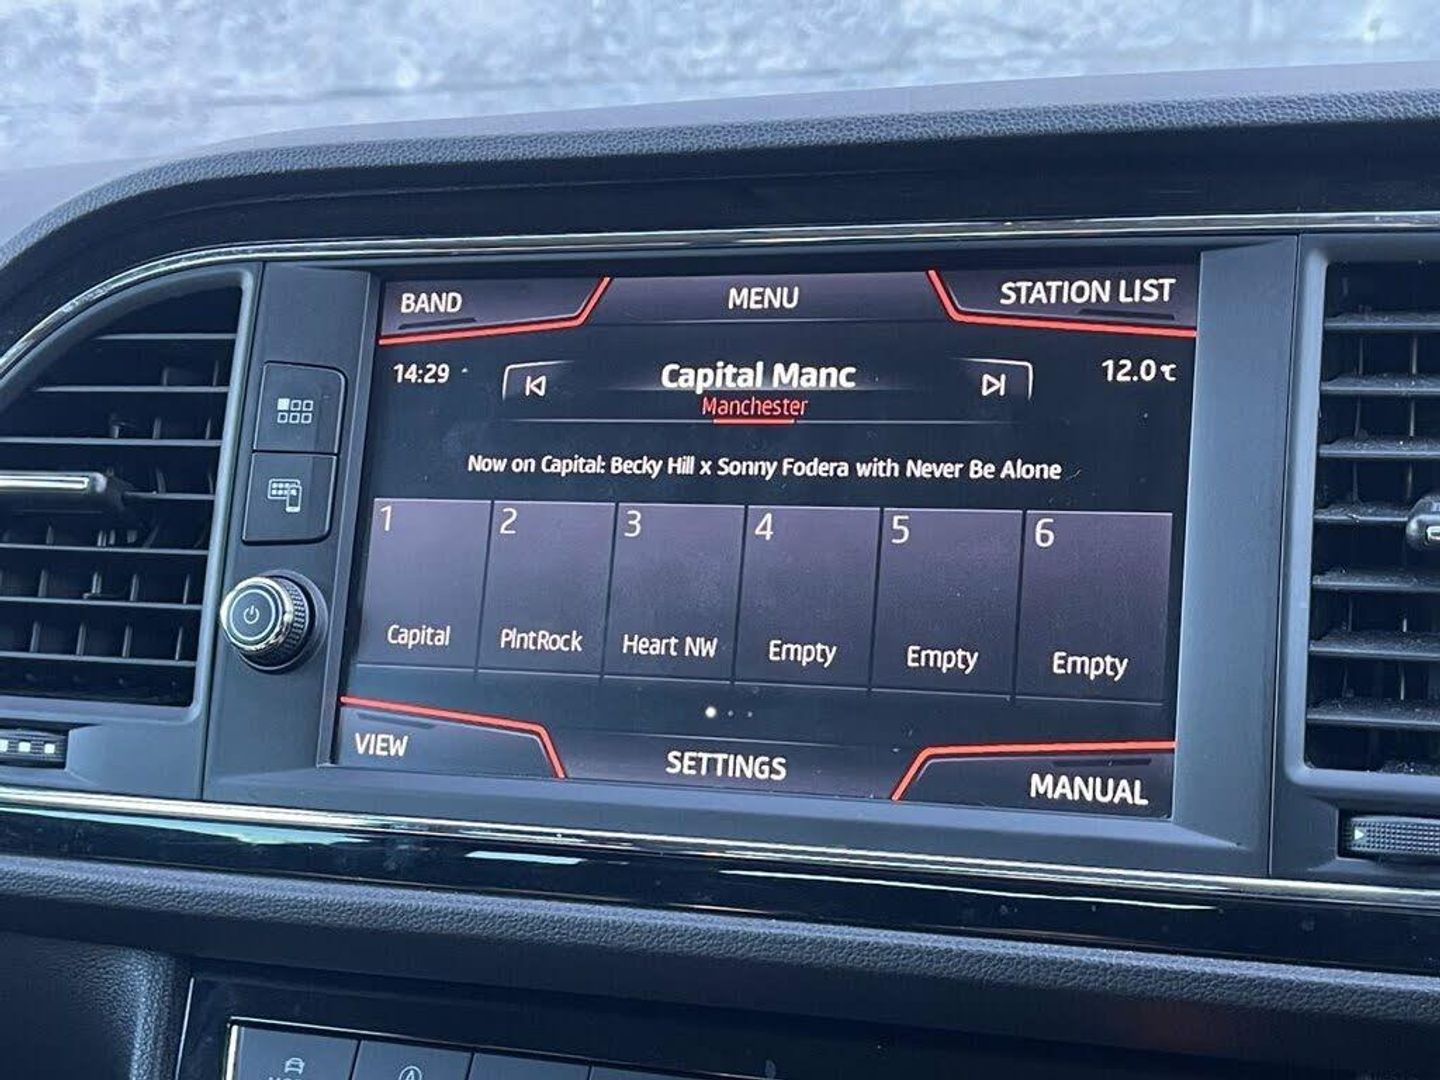 BAND MENU STATION LIST
14:29 Capital Manc 12.0℃
Manchester
Now on Capital: Becky Hill x Sonny Fodera with Never Be Alone
1 2 3 4 5 6
Capital PlntRock Heart NW Empty Empty Empty
VIEW SETTINGS MANUAL